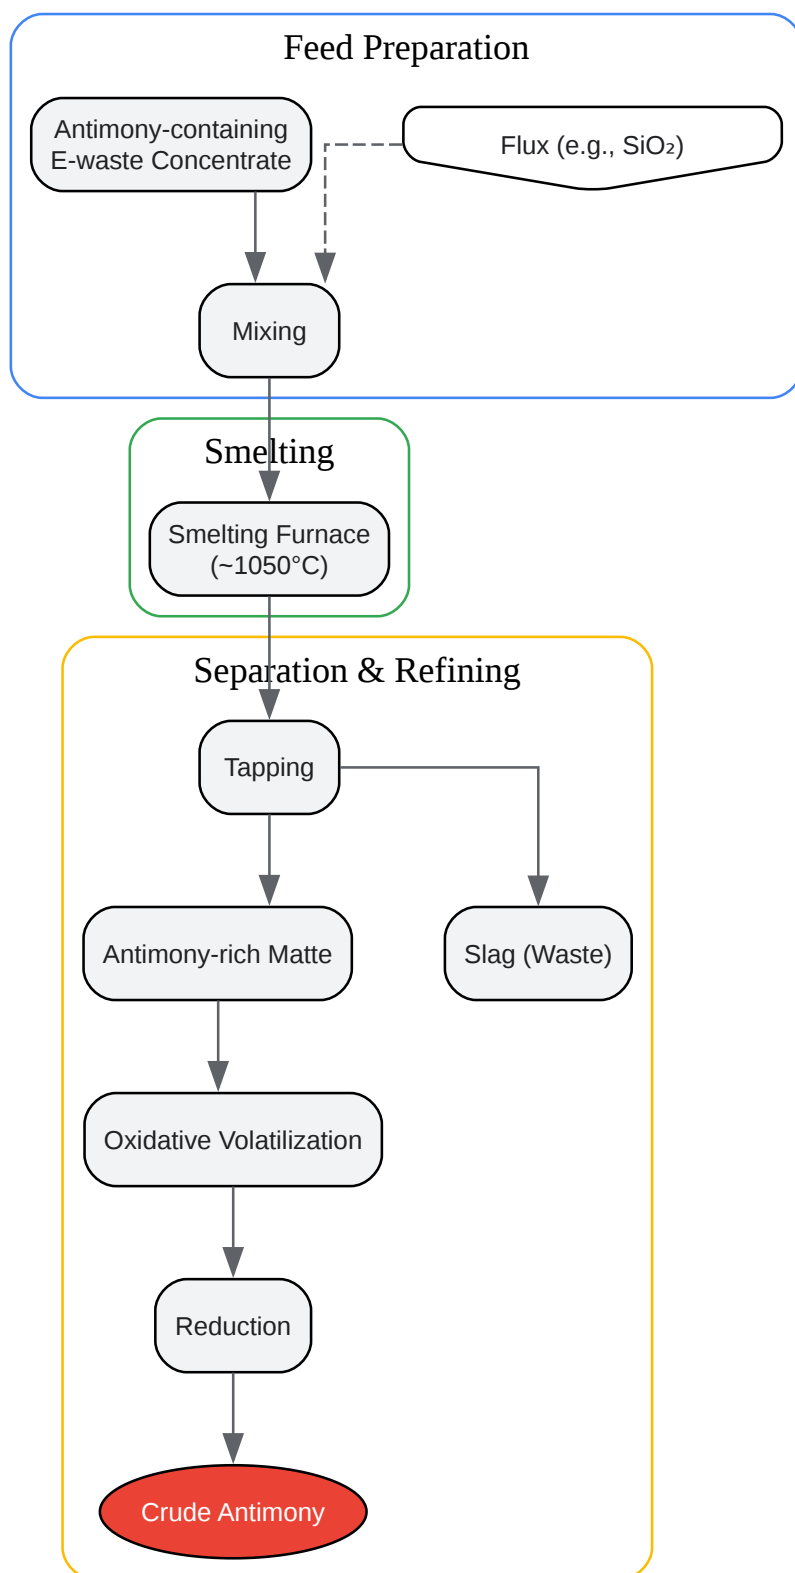 Feed Preparation
Antimony-containing
E-waste Concentrate
Flux (e.g., SiO₂)
Mixing
Smelting
Smelting Furnace
(~1050°C)
Separation & Refining
Tapping
Antimony-rich Matte
Slag (Waste)
Oxidative Volatilization
Reduction
Crude Antimony